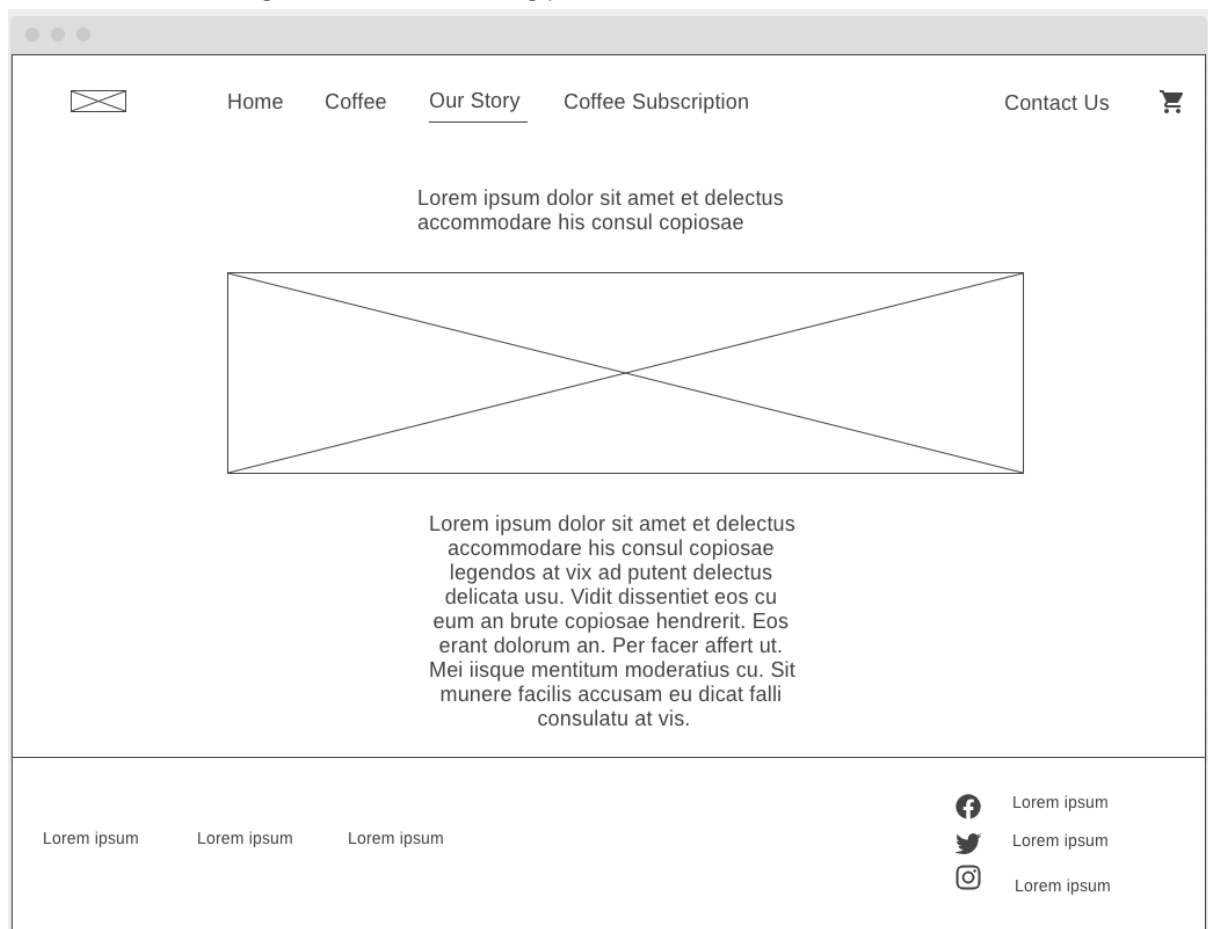 Home Coffee Our Story Coffee Subscription Contact Us
Lorem ipsum dolor sit amet et delectus
accommodare his consul copiosae
Lorem ipsum dolor sit amet et delectus
accommodare his consul copiosae
legendos at vix ad putent delectus
delicata usu. Vidit dissentiet eos cu
eum an brute copiosae hendrerit. Eos
erant dolorum an. Per facer affert ut.
Mei iisque mentitum moderatius cu. Sit
munere facilis accusam eu dicat falli
consulatu at vis.
Lorem ipsum Lorem ipsum Lorem ipsum
Lorem ipsum
Lorem ipsum
Lorem ipsum